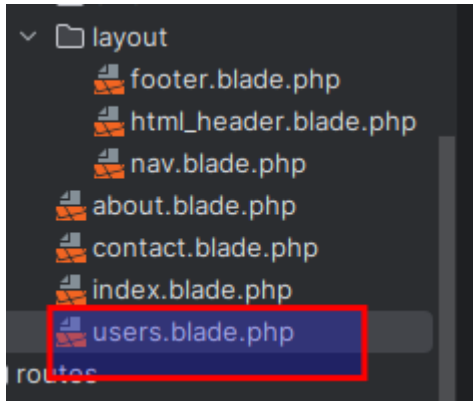 layout
footer.blade.php
html_header.blade.php
nav.blade.php
about.blade.php
contact.blade.php
index.blade.php
users.blade.php
routes